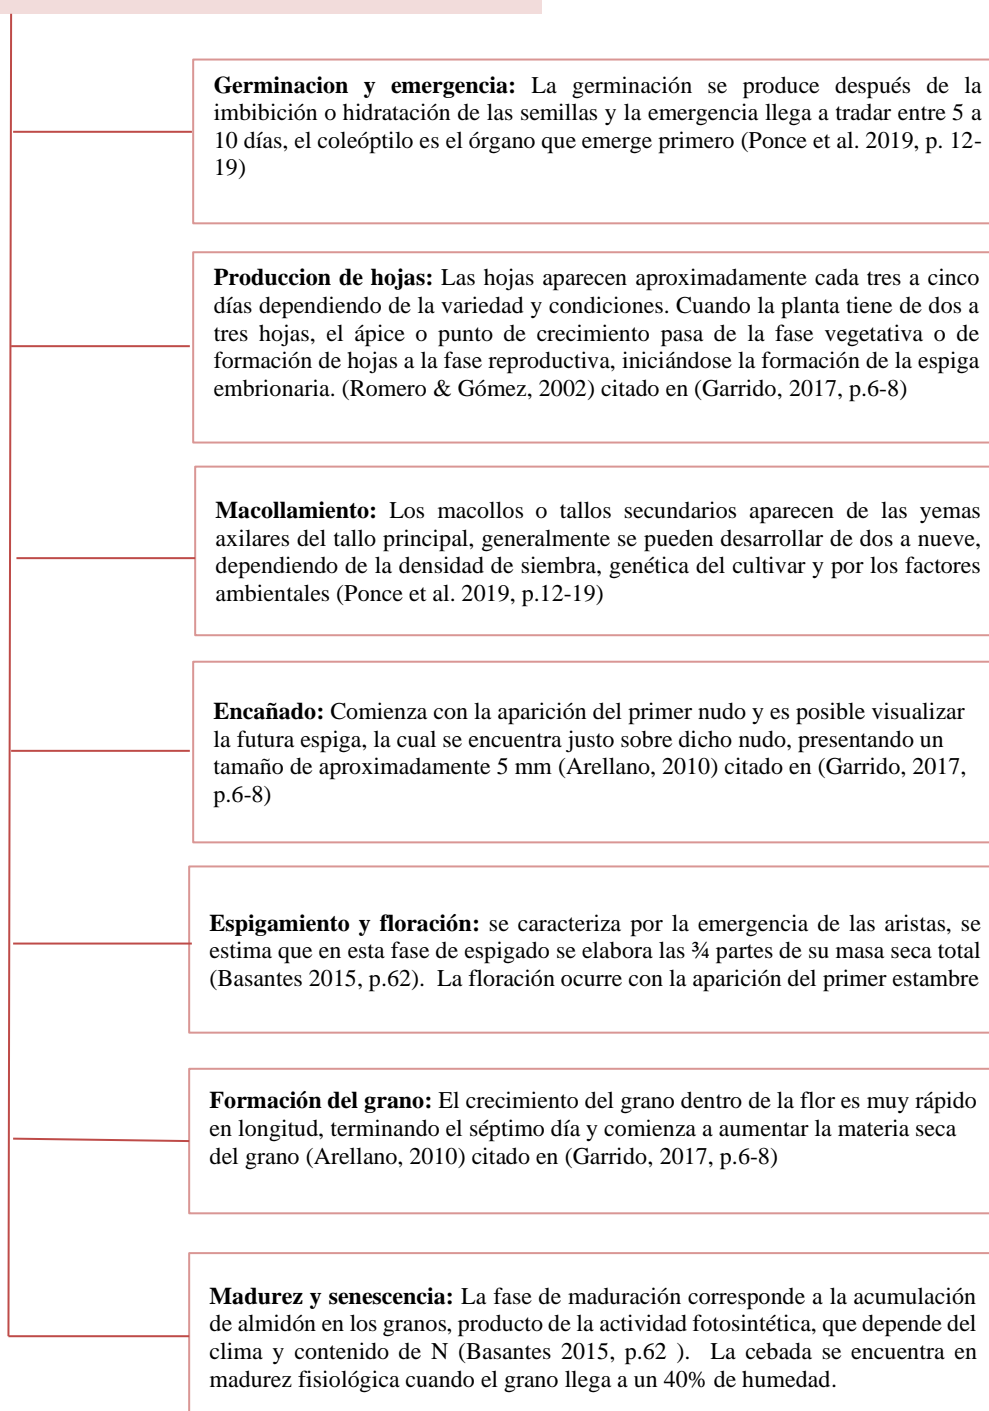 Germinacion y emergencia: La germinación se produce después de la
imbibición o hidratación de las semillas y la emergencia llega a tradar entre 5 a
10 días, el coleóptilo es el órgano que emerge primero (Ponce et al. 2019, p. 12-
19)
Produccion de hojas: Las hojas aparecen aproximadamente cada tres a cinco
días dependiendo de la variedad y condiciones. Cuando la planta tiene de dos a
tres hojas, el ápice o punto de crecimiento pasa de la fase vegetativa o de
formación de hojas a la fase reproductiva, iniciándose la formación de la espiga
embrionaria. (Romero & Gómez, 2002) citado en (Garrido, 2017, p.6-8)
Macollamiento: Los macollos o tallos secundarios aparecen de las yemas
axilares del tallo principal, generalmente se pueden desarrollar de dos a nueve,
dependiendo de la densidad de siembra, genética del cultivar y por los factores
ambientales (Ponce et al. 2019, p.12-19)
Encañado: Comienza con la aparición del primer nudo y es posible visualizar
la futura espiga, la cual se encuentra justo sobre dicho nudo, presentando un
tamaño de aproximadamente 5 mm (Arellano, 2010) citado en (Garrido, 2017,
p.6-8)
Espigamiento y floración: se caracteriza por la emergencia de las aristas, se
estima que en esta fase de espigado se elabora las ¾ partes de su masa seca total
(Basantes 2015, p.62).  La floración ocurre con la aparición del primer estambre
Formación del grano: El crecimiento del grano dentro de la flor es muy rápido
en longitud, terminando el séptimo día y comienza a aumentar la materia seca
del grano (Arellano, 2010) citado en (Garrido, 2017, p.6-8)
Madurez y senescencia: La fase de maduración corresponde a la acumulación
de almidón en los granos, producto de la actividad fotosintética, que depende del
clima y contenido de N (Basantes 2015, p.62 ).  La cebada se encuentra en
madurez fisiológica cuando el grano llega a un 40% de humedad.